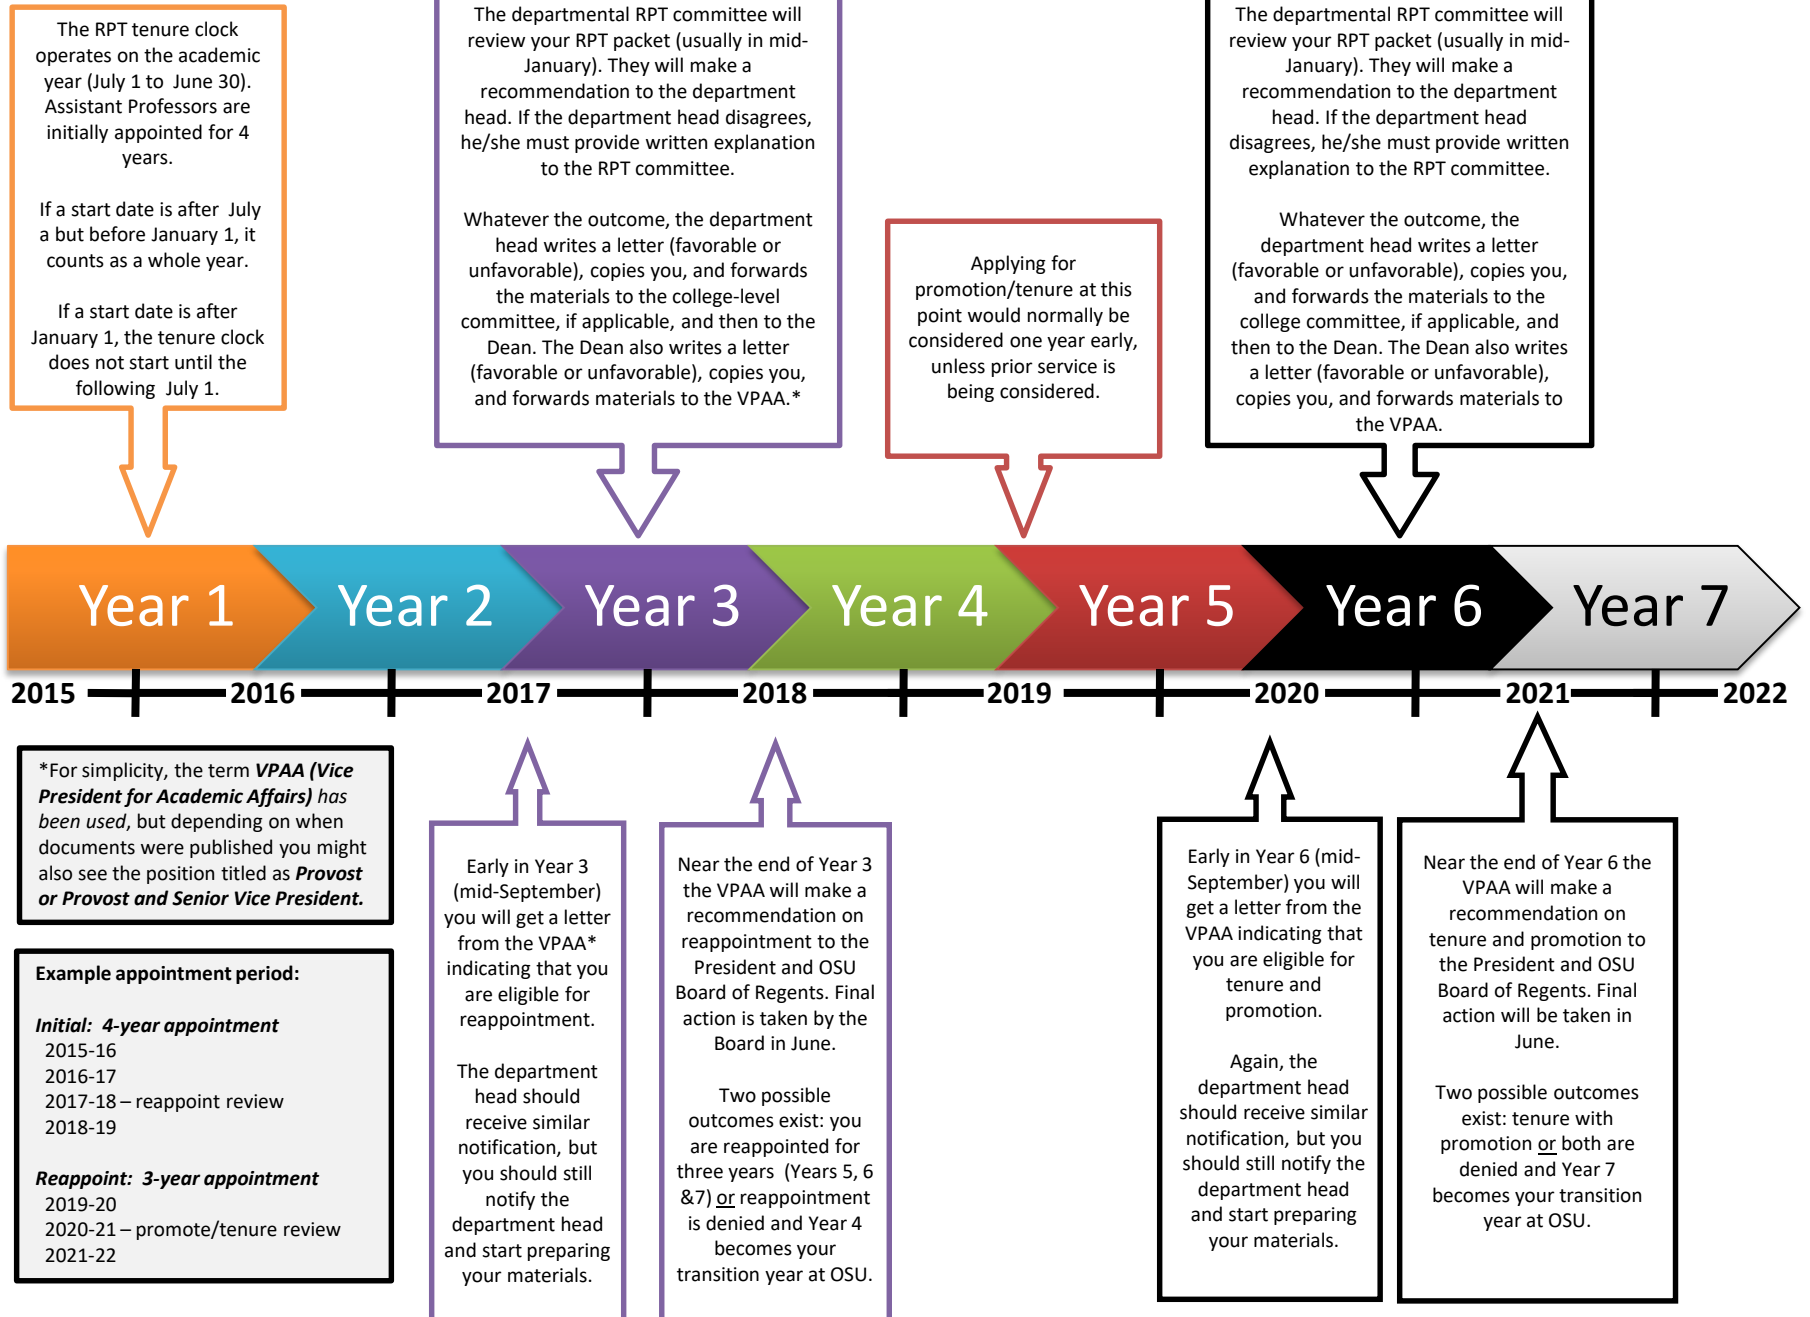 The RPT tenure clock
operates on the academic
year (July 1 to  June 30).
Assistant Professors are
initially appointed for 4
years.
If a start date is after  July
a but before January 1, it
counts as a whole year.
If a start date is after
January 1, the tenure clock
does not start until the
following  July 1.
The departmental RPT committee will
review your RPT packet (usually in mid-
January). They will make a
recommendation to the department
head. If the department head disagrees,
he/she must provide written explanation
to the RPT committee.
Whatever the outcome, the department
head writes a letter (favorable or
unfavorable), copies you, and forwards
the materials to the college-level
committee, if applicable, and then to the
Dean. The Dean also writes a letter
(favorable or unfavorable), copies you,
and forwards materials to the VPAA.*
Applying for
promotion/tenure at this
point would normally be
considered one year early,
unless prior service is
being considered.
The departmental RPT committee will
review your RPT packet (usually in mid-
January). They will make a
recommendation to the department
head. If the department head
disagrees, he/she must provide written
explanation to the RPT committee.
Whatever the outcome, the
department head writes a letter
(favorable or unfavorable), copies you,
and forwards the materials to the
college committee, if applicable, and
then to the Dean. The Dean also writes
a letter (favorable or unfavorable),
copies you, and forwards materials to
the VPAA.
Year 1
Year 2
Year 3
Year 4
Year 5
Year 6
Year 7
2015
2016
2017
2018
2019
2020
2021
2022
*For simplicity, the term VPAA (Vice
President for Academic Affairs) has
been used, but depending on when
documents were published you might
also see the position titled as Provost
or Provost and Senior Vice President.
Example appointment period:
Initial:  4-year appointment
2015-16
2016-17
2017-18 – reappoint review
2018-19
Reappoint:  3-year appointment
2019-20
2020-21 – promote/tenure review
2021-22
Early in Year 3
(mid-September)
you will get a letter
from the VPAA*
indicating that you
are eligible for
reappointment.
The department
head should
receive similar
notification, but
you should still
notify the
department head
and start preparing
your materials.
Near the end of Year 3
the VPAA will make a
recommendation on
reappointment to the
President and OSU
Board of Regents. Final
action is taken by the
Board in June.
Two possible
outcomes exist: you
are reappointed for
three years  (Years 5, 6
&7) or reappointment
is denied and Year 4
becomes your
transition year at OSU.
Early in Year 6 (mid-
September) you will
get a letter from the
VPAA indicating that
you are eligible for
tenure and
promotion.
Again, the
department head
should receive similar
notification, but you
should still notify the
department head
and start preparing
your materials.
Near the end of Year 6 the
VPAA will make a
recommendation on
tenure and promotion to
the President and OSU
Board of Regents. Final
action will be taken in
June.
Two possible outcomes
exist: tenure with
promotion or both are
denied and Year 7
becomes your transition
year at OSU.